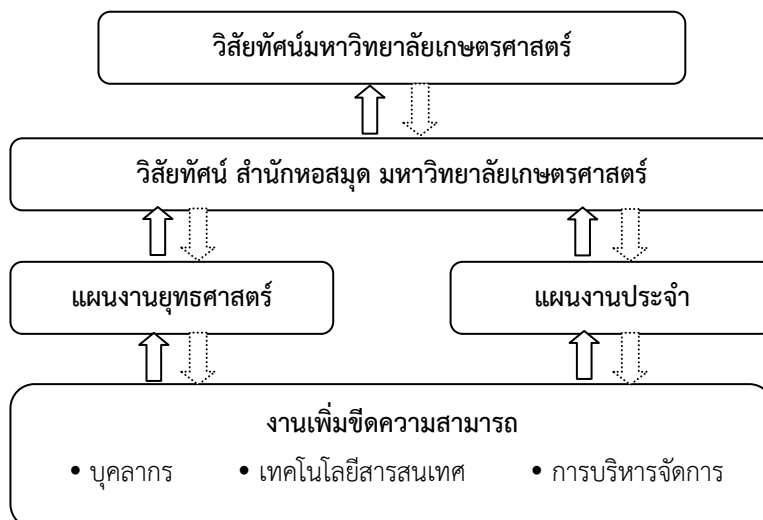 วิสัยทัศน์มหาวิทยาลัยเกษตรศาสตร์
วิสัยทัศน์ สำนักหอสมุด มหาวิทยาลัยเกษตรศาสตร์
แผนงานยุทธศาสตร์
แผนงานประจำ
งานเพิ่มขีดความสามารถ
• บุคลากร • เทคโนโลยีสารสนเทศ • การบริหารจัดการ